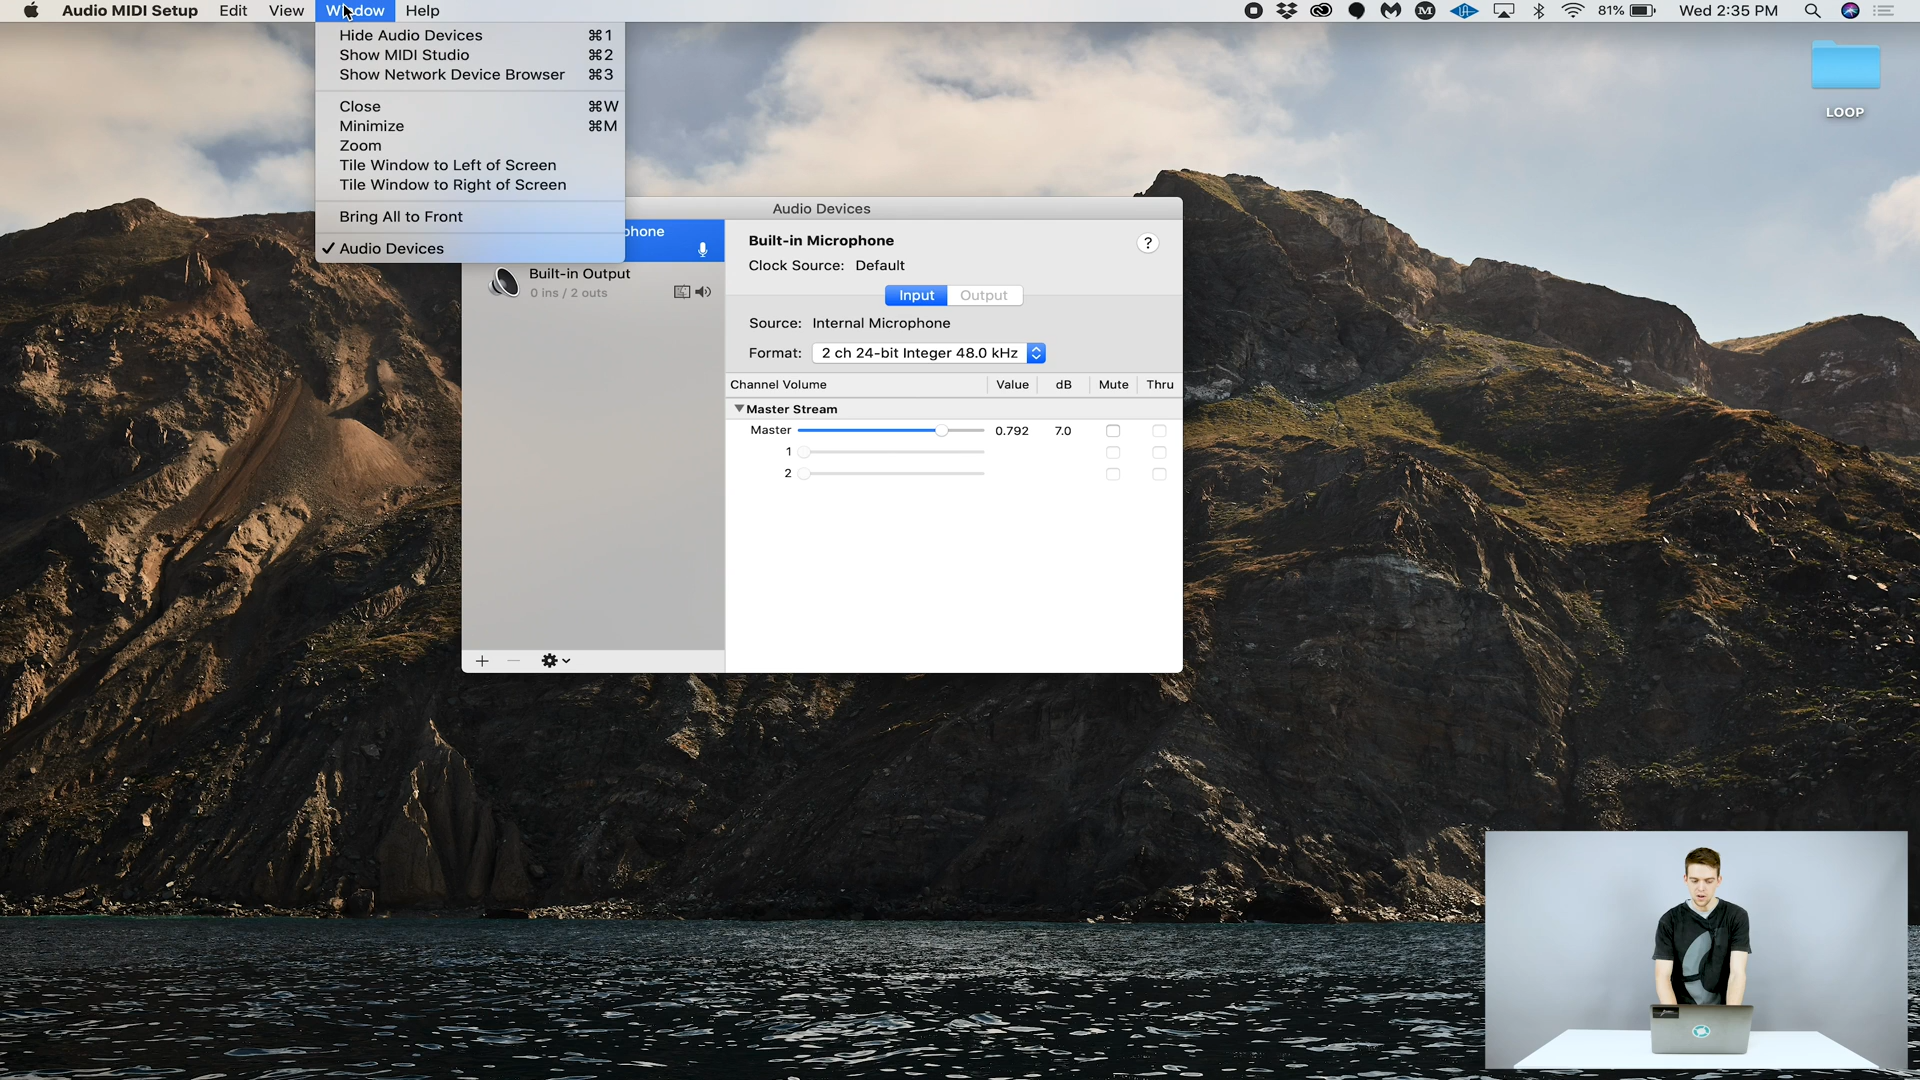 Audio MIDI Setup Edit View Window Help
81% Wed 2:35 PM
Hide Audio Devices ⌘1
Show MIDI Studio ⌘2
Show Network Device Browser ⌘3
Close ⌘W
Minimize ⌘M
Zoom
Tile Window to Left of Screen
Tile Window to Right of Screen
Bring All to Front
✓ Audio Devices
LOOP
Audio Devices
phone
Built-in Output
0 ins / 2 outs
Built-in Microphone
?
Clock Source: Default
Input Output
Source: Internal Microphone
Format: 2 ch 24-bit Integer 48.0 kHz
Channel Volume Value dB Mute Thru
Master Stream
Master 0.792 7.0
1
2